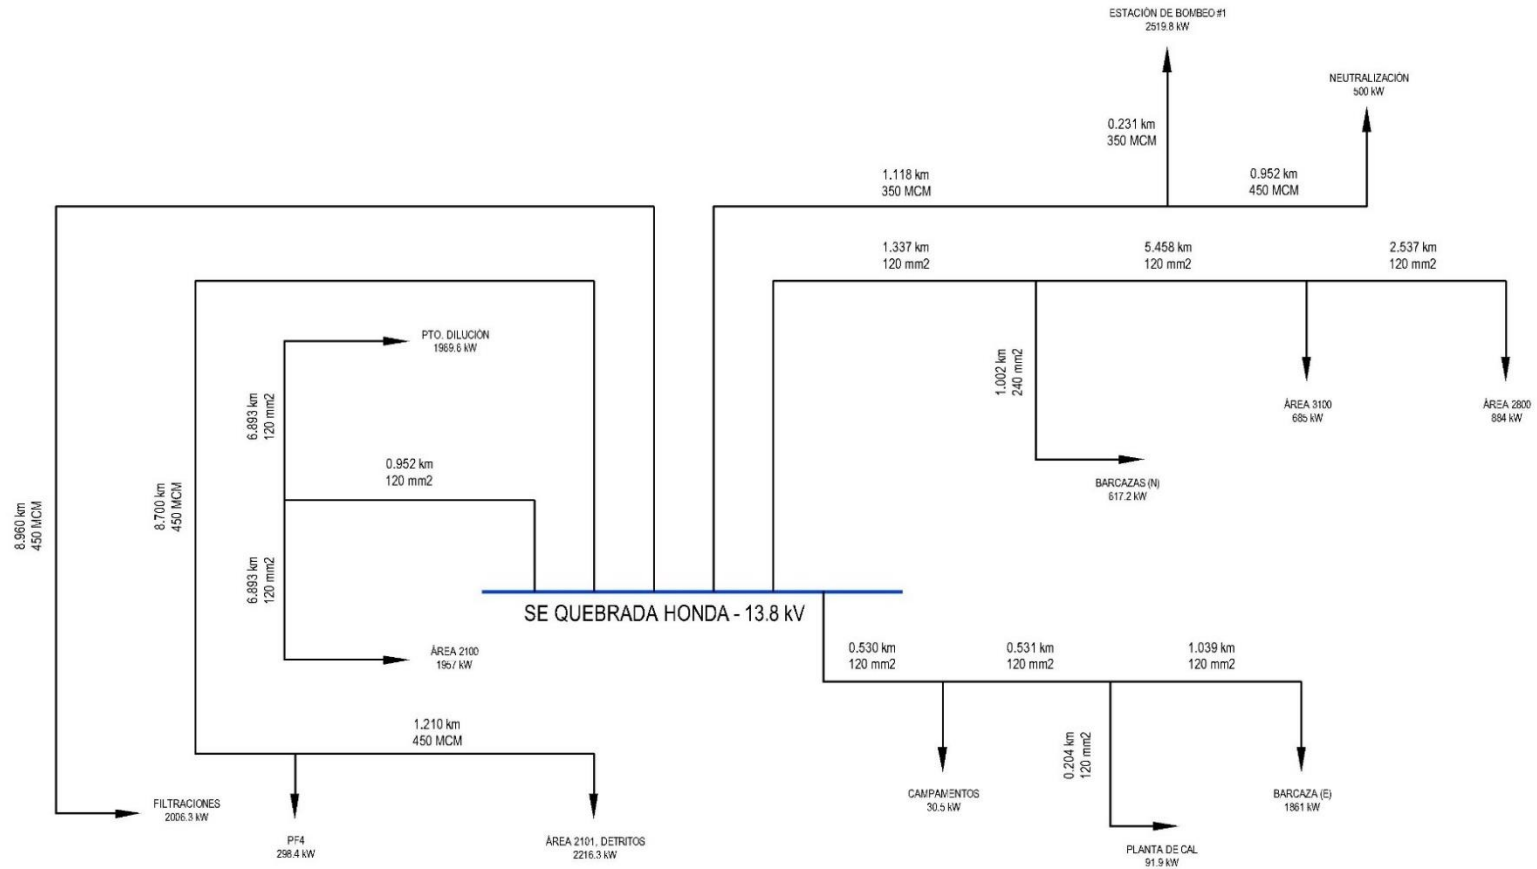 ESTACIÓN DE BOMBEO #1
2519.8 kW
NEUTRALIZACIÓN
500 kW
0.231 km
350 MCM
1.118 km
350 MCM
0.952 km
450 MCM
1.337 km
120 mm2
5.458 km
120 mm2
2.537 km
120 mm2
PTO. DILUCIÓN
1969.6 kW
1.002 km
240 mm2
ÁREA 3100
685 kW
ÁREA 2800
884 kW
6.893 km
120 mm2
0.952 km
120 mm2
BARCAZAS (N)
617.2 kW
8.960 km
450 MCM
8.700 km
450 MCM
6.893 km
120 mm2
SE QUEBRADA HONDA - 13.8 kV
ÁREA 2100
1957 kW
0.530 km
120 mm2
0.531 km
120 mm2
1.039 km
120 mm2
1.210 km
450 MCM
0.204 km
120 mm2
CAMPAMENTOS
30.5 kW
BARCAZA (E)
1861 kW
FILTRACIONES
2006.3 kW
PF4
298.4 kW
ÁREA 2101, DETRITOS
2216.3 kW
PLANTA DE CAL
91.9 kW